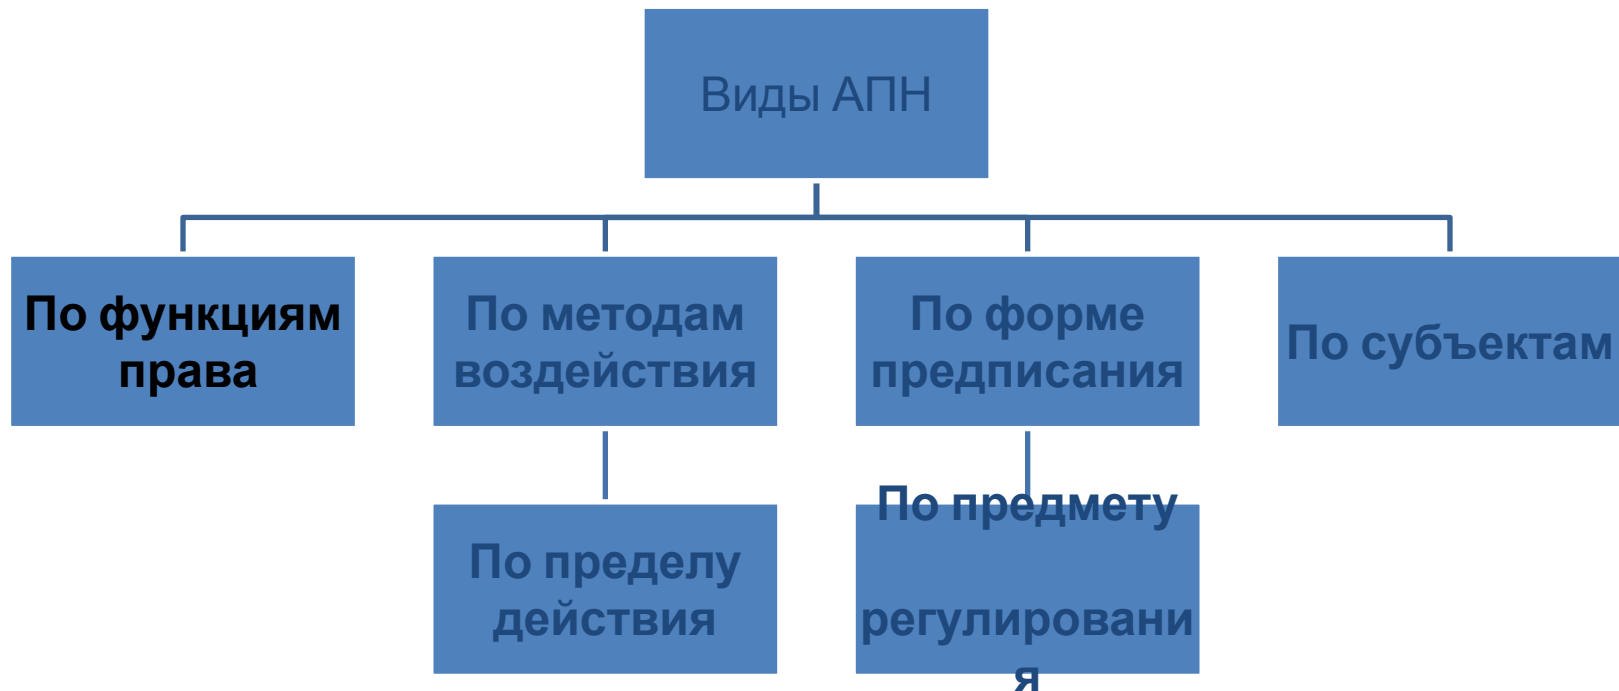 Виды АПН
По функциям
права
По методам
воздействия
По форме
предписания
По субъектам
По пределу
действия
По предмету
регулировани
я